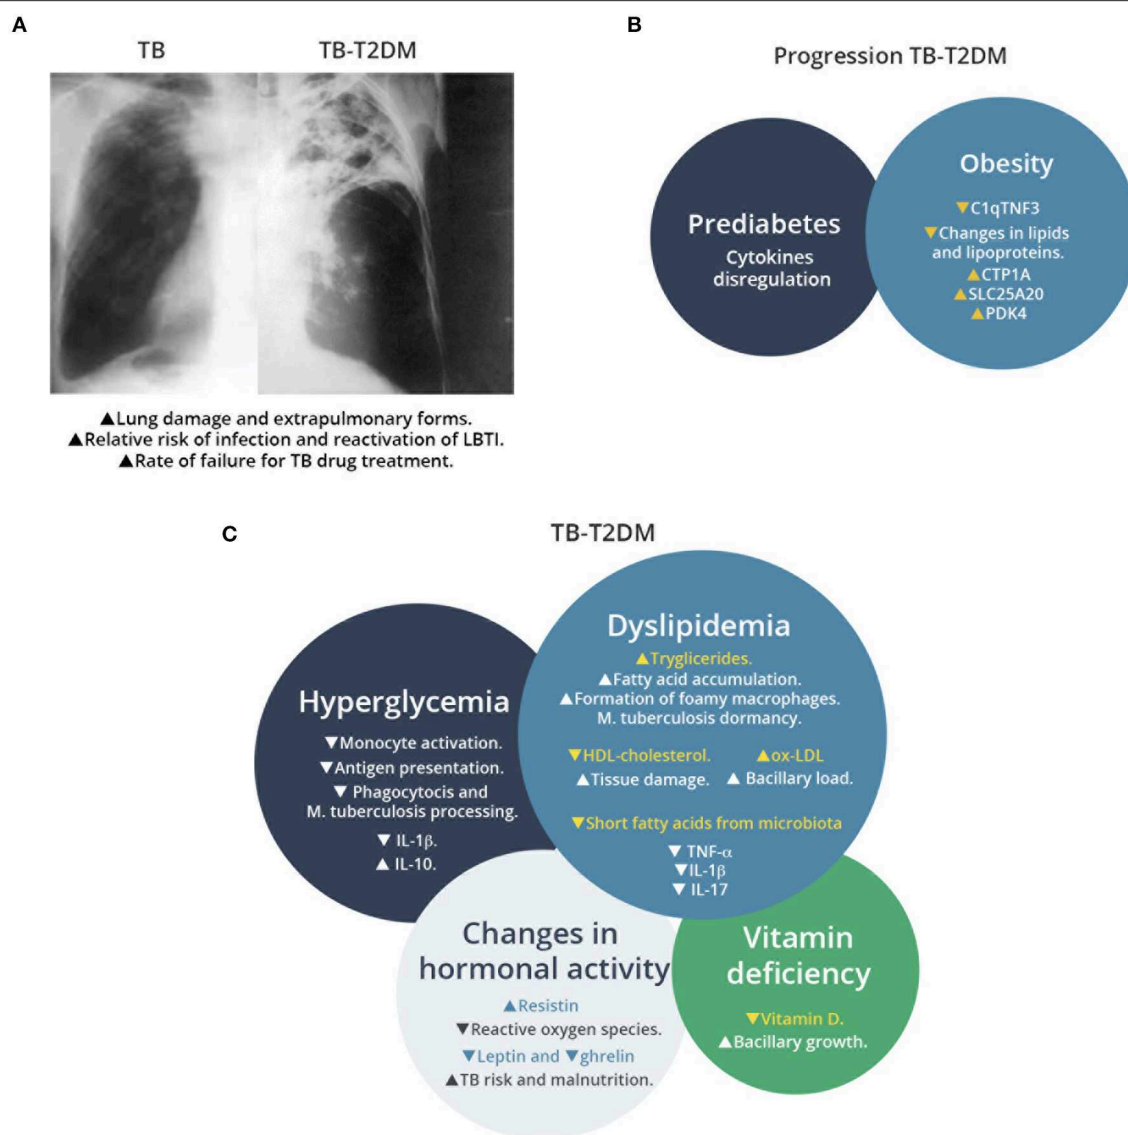 A
TB
TB-T2DM
▲Lung damage and extrapulmonary forms.
▲Relative risk of infection and reactivation of LBTI.
▲Rate of failure for TB drug treatment.
B
Progression TB-T2DM
Prediabetes
Cytokines
disregulation
Obesity
▼C1qTNF3
▼Changes in lipids
and lipoproteins.
▲CTP1A
▲SLC25A20
▲PDK4
C
TB-T2DM
Hyperglycemia
▼Monocyte activation.
▼Antigen presentation.
▼ Phagocytocis and
M. tuberculosis processing.
▼ IL-1β.
▲ IL-10.
Dyslipidemia
▲Tryglicerides.
▲Fatty acid accumulation.
▲Formation of foamy macrophages.
M. tuberculosis dormancy.
▼HDL-cholesterol.
▲Tissue damage.
▲ox-LDL
▲ Bacillary load.
▼Short fatty acids from microbiota
▼ TNF-α
▼IL-1β
▼ IL-17
Changes in
hormonal activity
▲Resistin
▼Reactive oxygen species.
▼Leptin and ▼ghrelin
▲TB risk and malnutrition.
Vitamin
deficiency
▼Vitamin D.
▲Bacillary growth.